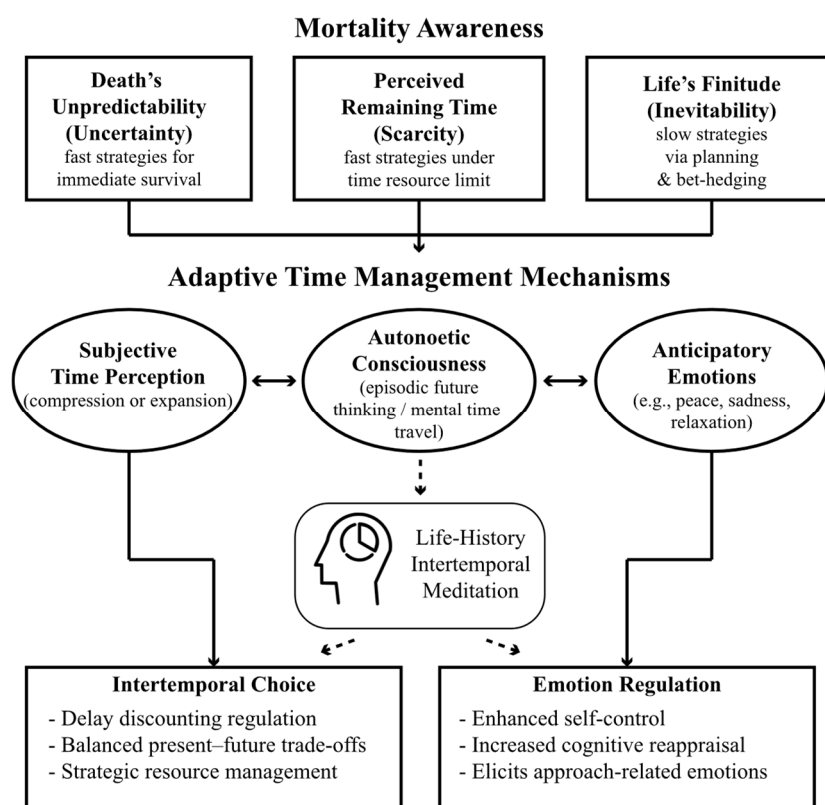 Mortality Awareness
Death's
Unpredictability
(Uncertainty)
fast strategies for
immediate survival
Perceived
Remaining Time
(Scarcity)
fast strategies under
time resource limit
Life's Finitude
(Inevitability)
slow strategies
via planning
& bet-hedging
Adaptive Time Management Mechanisms
Subjective
Time Perception
(compression or expansion)
Autonoetic
Consciousness
(episodic future
thinking / mental time
travel)
Anticipatory
Emotions
(e.g., peace, sadness,
relaxation)
Life-History
Intertemporal
Meditation
Intertemporal Choice
- Delay discounting regulation
- Balanced present–future trade-offs
- Strategic resource management
Emotion Regulation
- Enhanced self-control
- Increased cognitive reappraisal
- Elicits approach-related emotions